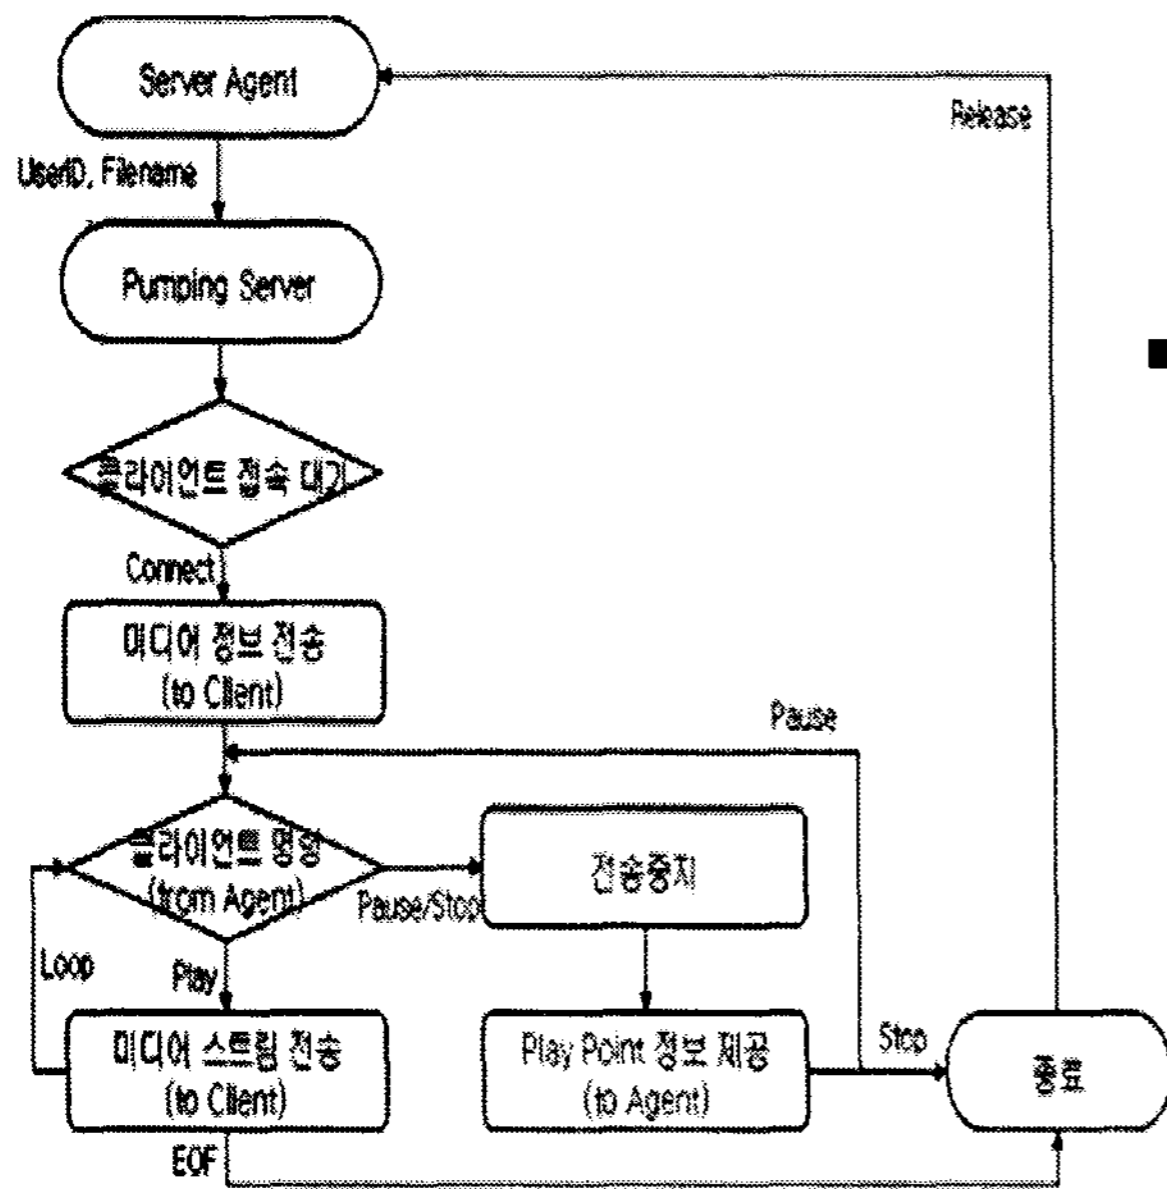 Server Agent
Release
UserID, Filename
Pumping Server
클라이언트 접속 대기
Connect
미디어 정보 전송
(to Client)
Pause
클라이언트 명령
(from Agent)
Pause/Stop
전송중지
Loop
Play
미디어 스트림 전송
(to Client)
Play Point 정보 제공
(to Agent)
Stop
종료
EOF